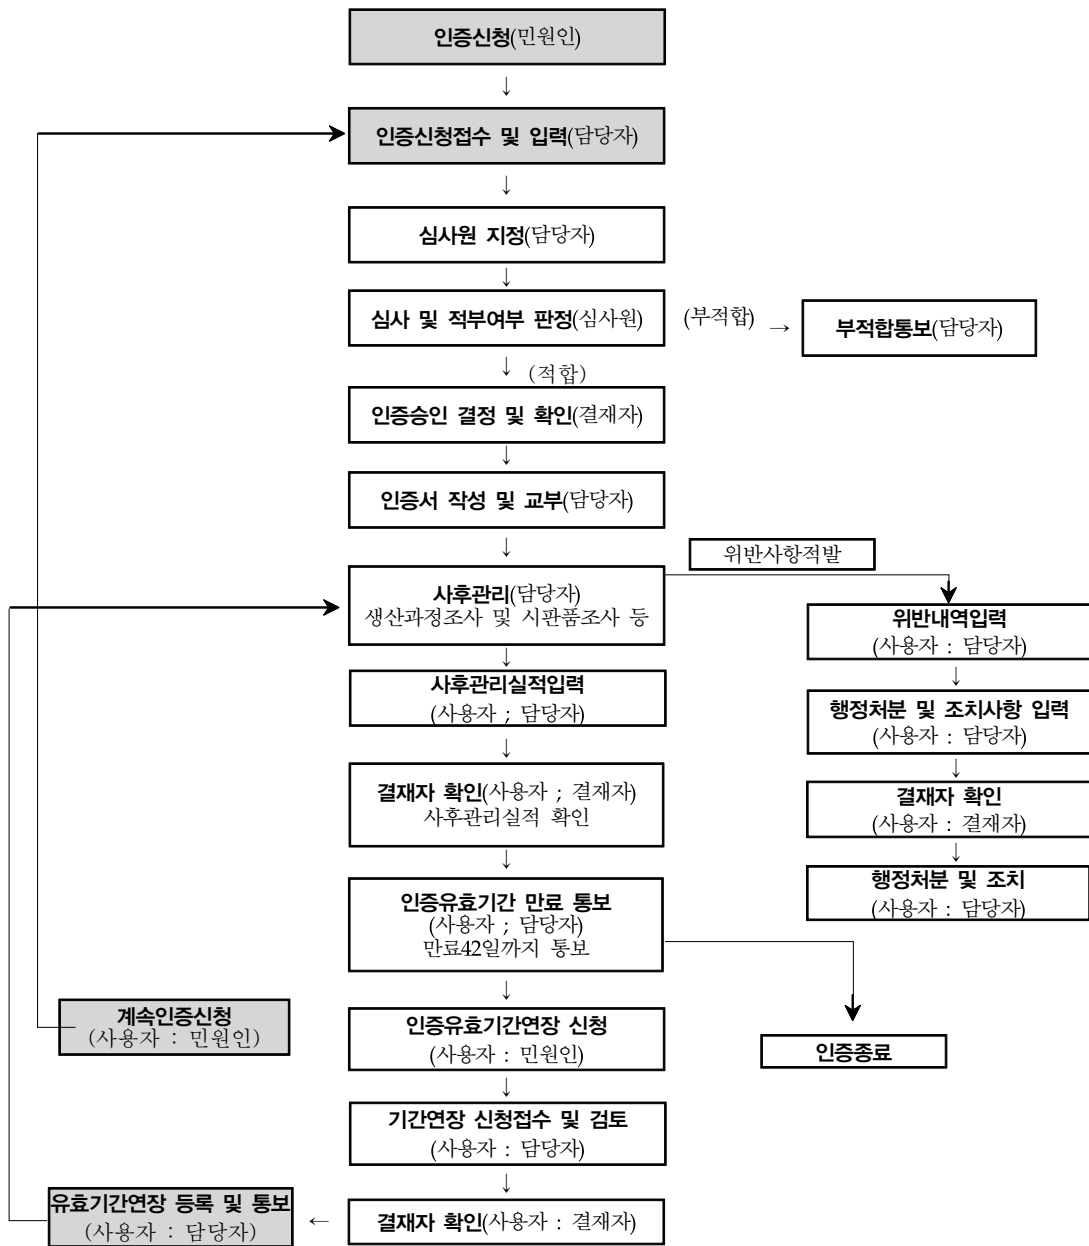 인증신청(민원인)
↓
인증신청접수 및 입력(담당자)
↓
심사원 지정(담당자)
↓
심사 및 적부여부 판정(심사원)
(부적합) →
부적합통보(담당자)
↓ (적합)
인증승인 결정 및 확인(결재자)
↓
인증서 작성 및 교부(담당자)
↓
위반사항적발
사후관리(담당자)
생산과정조사 및 시판품조사 등
↓
사후관리실적입력
(사용자 ; 담당자)
↓
결재자 확인(사용자 ; 결재자)
사후관리실적 확인
↓
위반내역입력
(사용자 : 담당자)
↓
행정처분 및 조치사항 입력
(사용자 : 담당자)
↓
결재자 확인
(사용자 : 결재자)
↓
행정처분 및 조치
(사용자 : 담당자)
인증유효기간 만료 통보
(사용자 ; 담당자)
만료42일까지 통보
↓
계속인증신청
(사용자 : 민원인)
인증유효기간연장 신청
(사용자 : 민원인)
인증종료
↓
기간연장 신청접수 및 검토
(사용자 : 담당자)
↓
결재자 확인(사용자 : 결재자)
←
유효기간연장 등록 및 통보
(사용자 : 담당자)